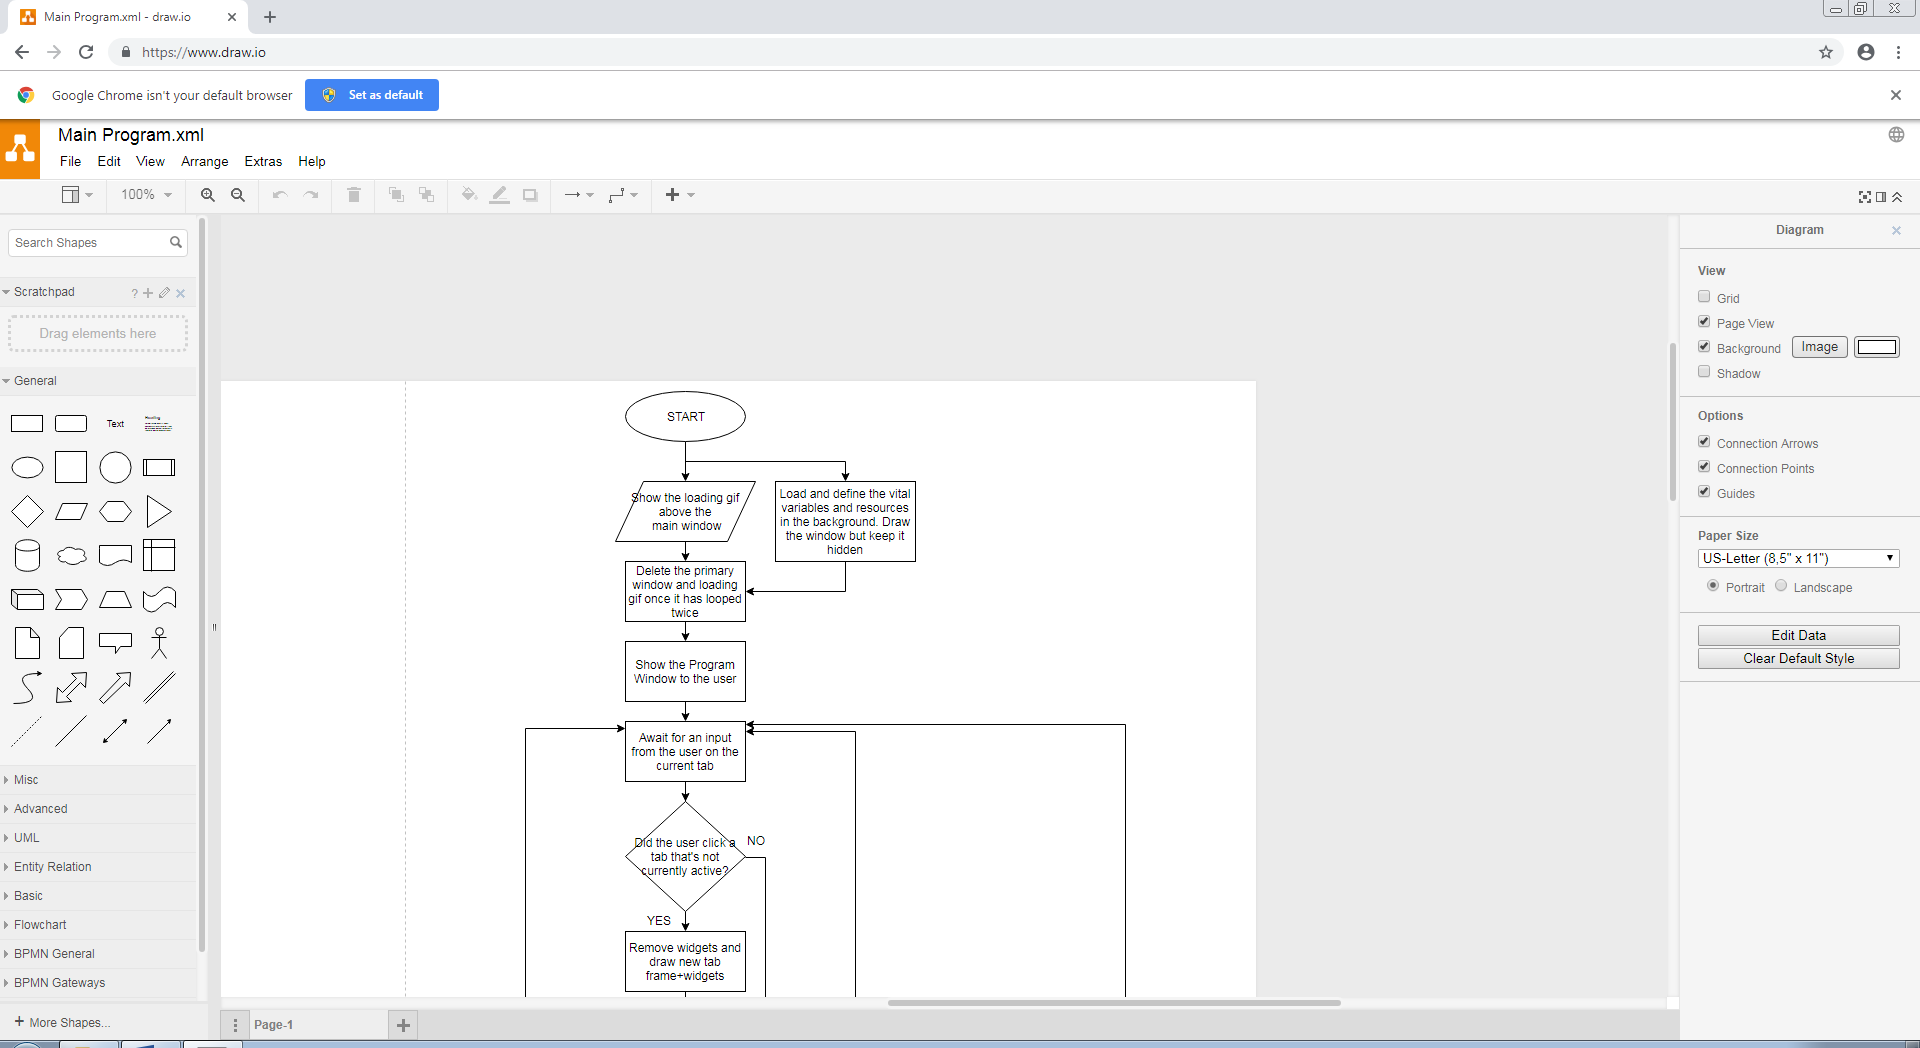 Main Program.xml - draw.io
https://www.draw.io
Google Chrome isn't your default browser
Set as default
Main Program.xml
File Edit View Arrange Extras Help
100%
Search Shapes
Scratchpad
?
Drag elements here
General
Text
Heading
Misc
Advanced
UML
Entity Relation
Basic
Flowchart
BPMN General
BPMN Gateways
+ More Shapes...
START
Show the loading gif
above the
main window
Load and define the vital
variables and resources
in the background. Draw
the window but keep it
hidden
Delete the primary
window and loading
gif once it has looped
twice
Show the Program
Window to the user
Await for an input
from the user on the
current tab
Did the user click a
tab that's not
currently active?
NO
YES
Remove widgets and
draw new tab
frame+widgets
Page-1
Diagram
View
Grid
Page View
Background
Image
Shadow
Options
Connection Arrows
Connection Points
Guides
Paper Size
US-Letter (8,5" x 11")
Portrait Landscape
Edit Data
Clear Default Style